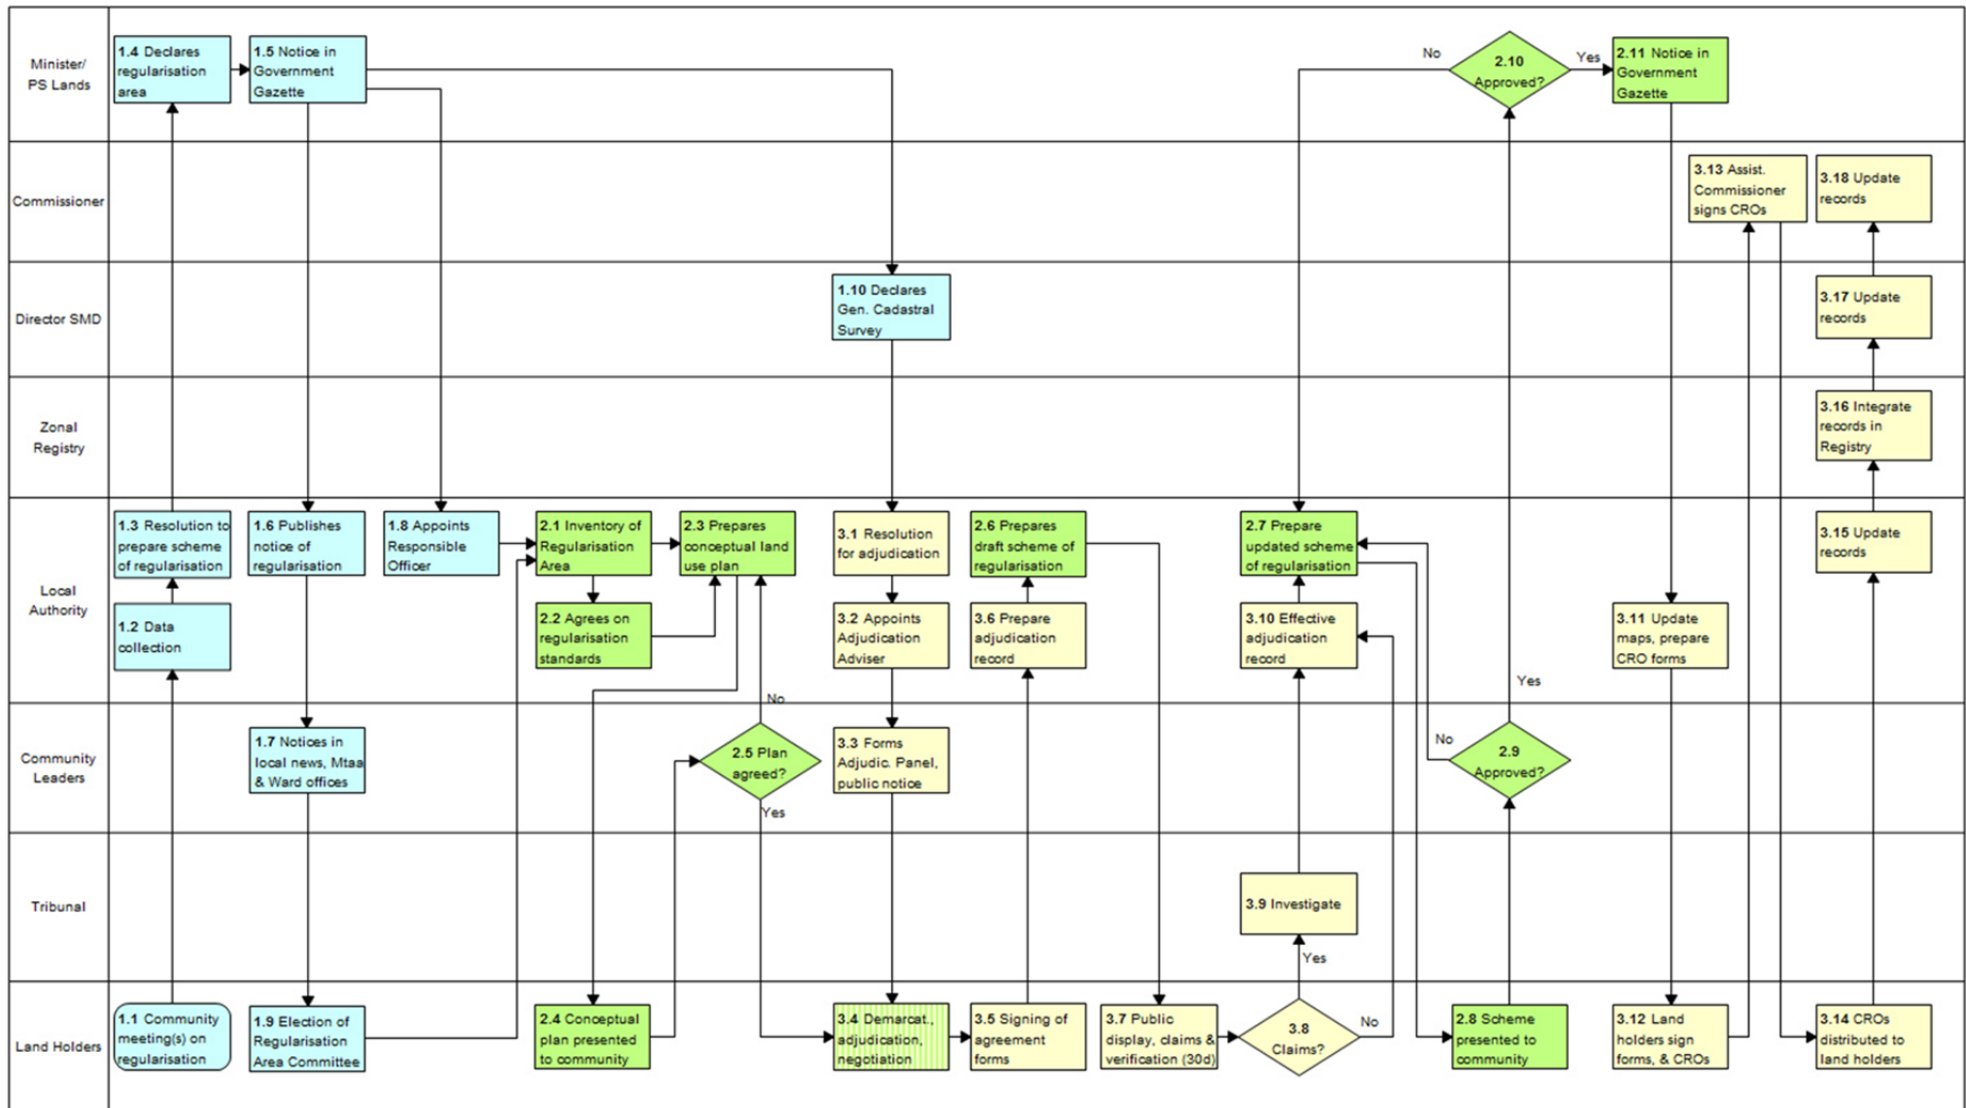 Minister/
PS Lands
1.4 Declares
regularisation
area
1.5 Notice in
Government
Gazette
No
2.10
Approved?
Yes
2.11 Notice in
Government
Gazette
Commissioner
3.13 Assist.
Commissioner
signs CROs
3.18 Update
records
Director SMD
1.10 Declares
Gen. Cadastral
Survey
3.17 Update
records
Zonal
Registry
3.16 Integrate
records in
Registry
Local
Authority
1.3 Resolution to
prepare scheme
of regularisation
1.6 Publishes
notice of
regularisation
1.8 Appoints
Responsible
Officer
2.1 Inventory of
Regularisation
Area
2.3 Prepares
conceptual land
use plan
3.1 Resolution
for adjudication
2.6 Prepares
draft scheme of
regularisation
2.7 Prepare
updated scheme
of regularisation
3.15 Update
records
1.2 Data
collection
2.2 Agrees on
regularisation
standards
3.2 Appoints
Adjudication
Adviser
3.6 Prepare
adjudication
record
3.10 Effective
adjudication
record
3.11 Update
maps, prepare
CRO forms
No
Yes
Community
Leaders
1.7 Notices in
local news, Mtaa
& Ward offices
2.5 Plan
agreed?
Yes
3.3 Forms
Adjudic. Panel,
public notice
No
2.9
Approved?
Tribunal
3.9 Investigate
Yes
Land Holders
1.1 Community
meeting(s) on
regularisation
1.9 Election of
Regularisation
Area Committee
2.4 Conceptual
plan presented
to community
3.4 Demarcat.,
adjudication,
negotiation
3.5 Signing of
agreement
forms
3.7 Public
display, claims &
verification (30d)
3.8
Claims?
No
2.8 Scheme
presented to
community
3.12 Land
holders sign
forms, & CROs
3.14 CROs
distributed to
land holders